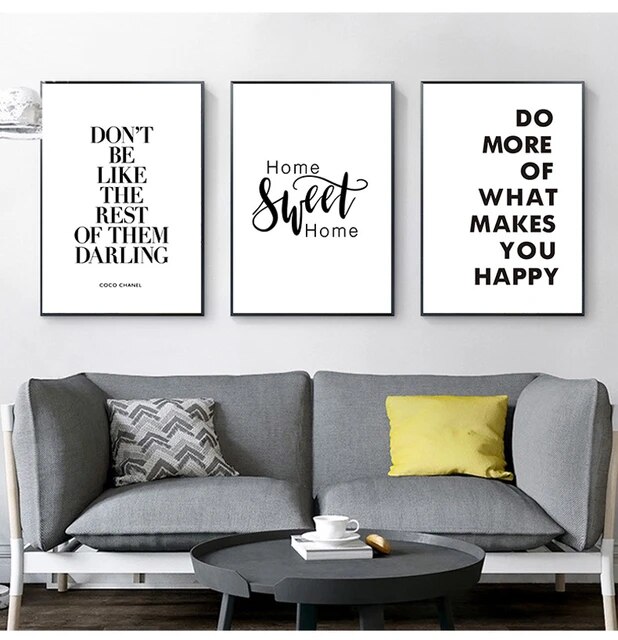 DON'T
BE
LIKE
THE
REST
OF THEM
DARLING
COCO CHANEL
Home
Sweet
Home
DO
MORE
OF
WHAT
MAKES
YOU
HAPPY